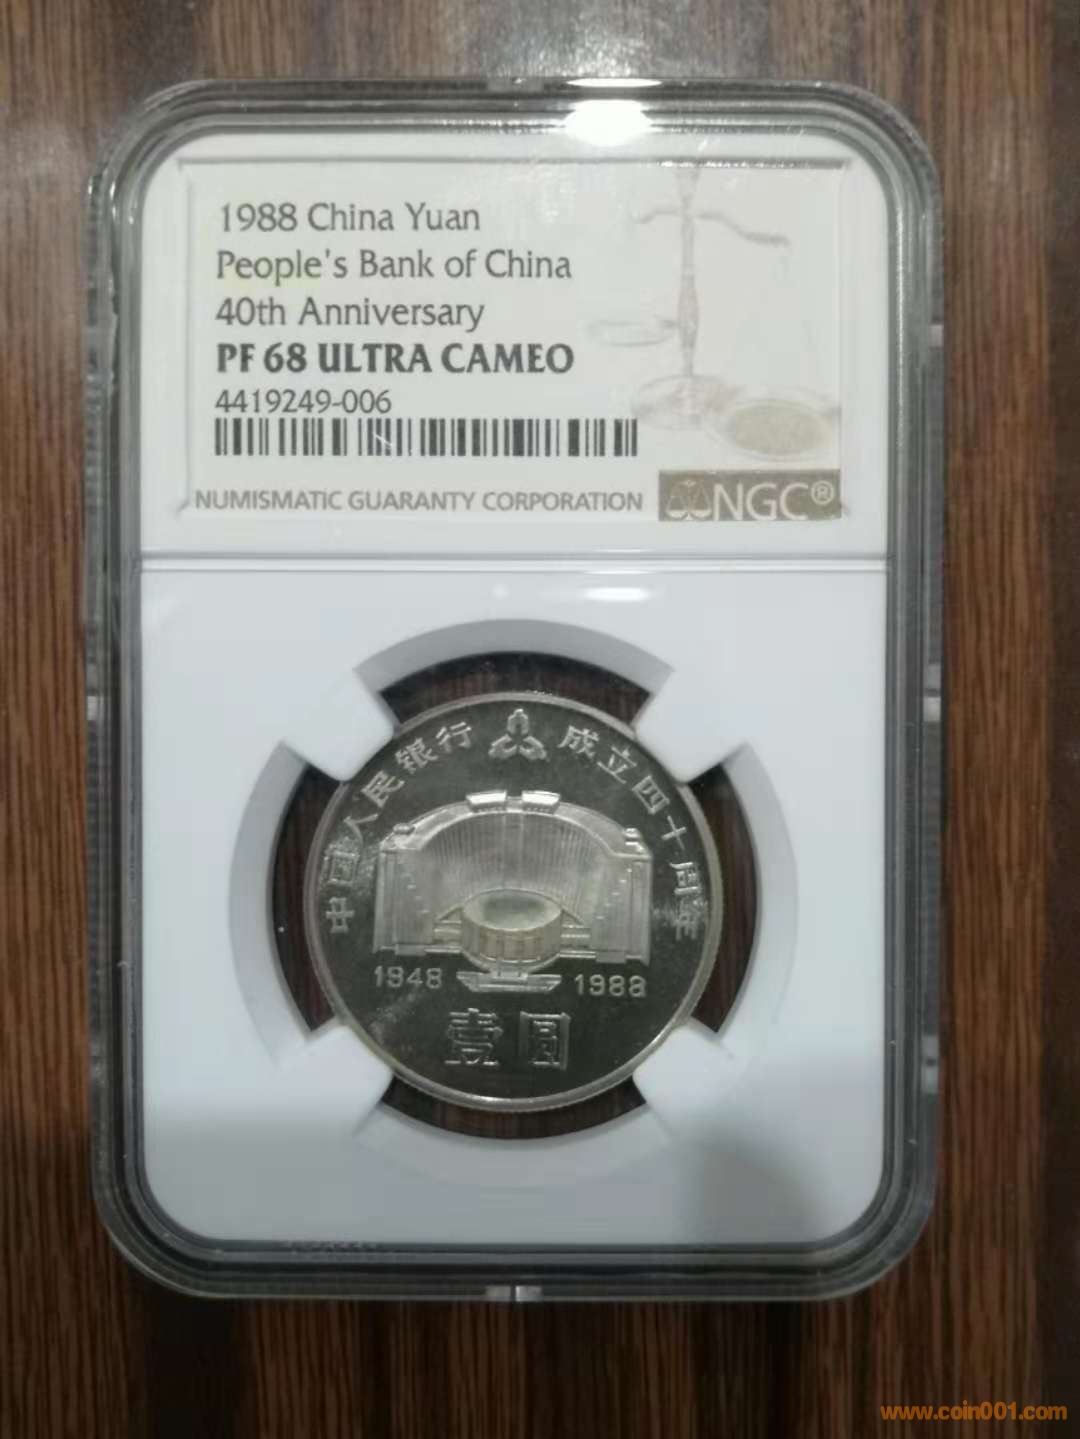 1988 China Yuan
People's Bank of China
40th Anniversary
PF 68 ULTRA CAMEO
4419249-006
NUMISMATIC GUARANTY CORPORATION
NGC®
中国人民银行 成立四十周年
1948 1988
壹圆
www.coin001.com